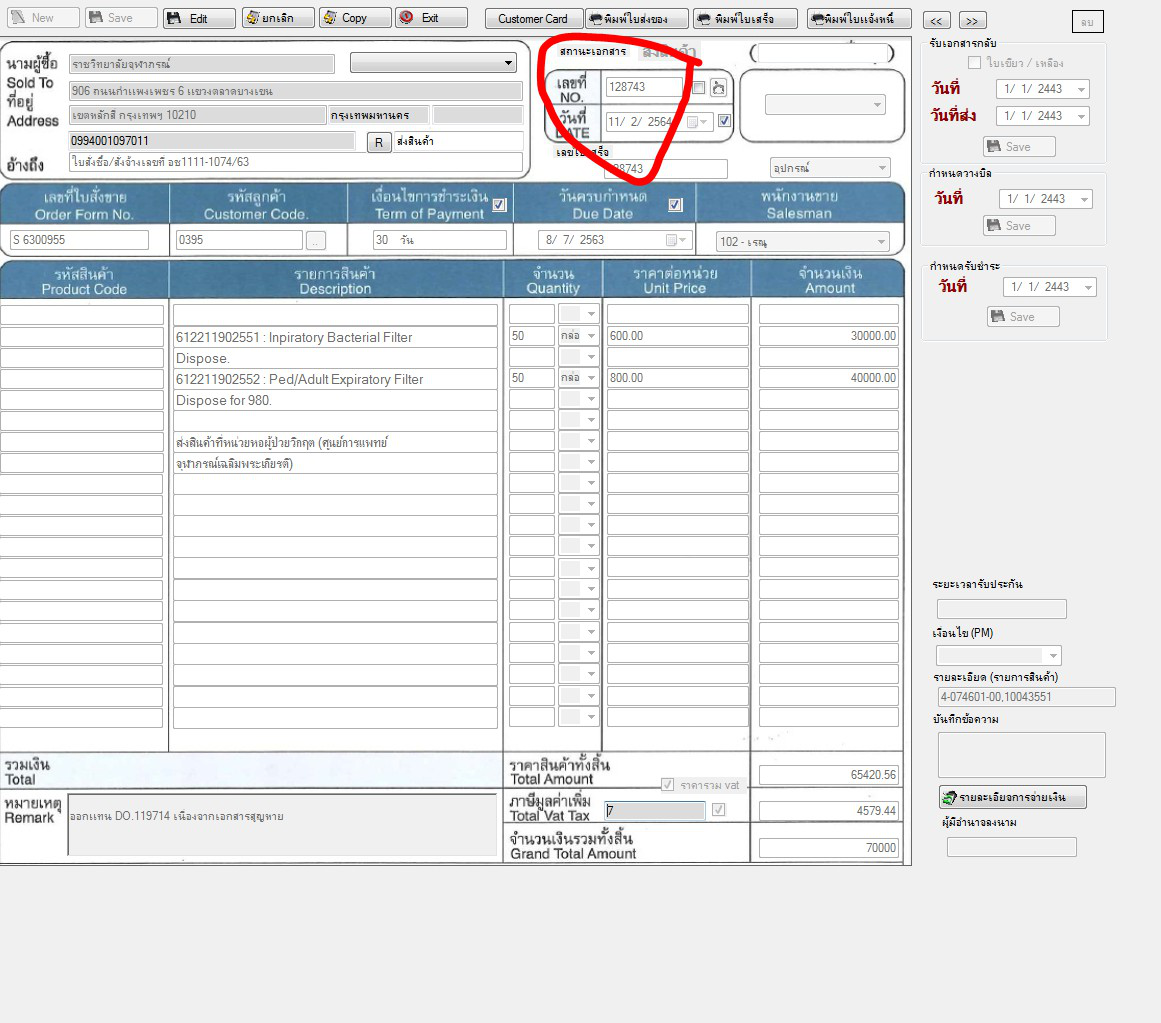 New Save Edit ยกเลิก Copy Exit Customer Card พิมพ์ใบส่งของ พิมพ์ใบเสร็จ พิมพ์ใบแจ้งหนี้ << >> ลบ
นามผู้ซื้อ ราชวิทยาลัยจุฬาภรณ์
Sold To
ที่อยู่ 906 ถนนกำแพงเพชร 6 แขวงตลาดบางเขน
Address เขตหลักสี่ กรุงเทพฯ 10210 กรุงเทพมหานคร
0994001097011 R ส่งสินค้า
อ้างถึง ใบสั่งซื้อ/สั่งจ้างเลขที่ อช1111-1074/63
สถานะเอกสาร ส่งสินค้า
เลขที่ 128743
NO.
วันที่ 11/ 2/ 2564
DATE
เลขใบเสร็จ
28743 อุปกรณ์
รับเอกสารกลับ
ใบเขียว / เหลือง
วันที่ 1/ 1/ 2443
วันที่ส่ง 1/ 1/ 2443
Save
กำหนดวางบิล
วันที่ 1/ 1/ 2443
Save
กำหนดรับชำระ
วันที่ 1/ 1/ 2443
Save
เลขที่ใบสั่งขาย รหัสลูกค้า เงื่อนไขการชำระเงิน วันครบกำหนด พนักงานขาย
Order Form No. Customer Code. Term of Payment Due Date Salesman
S 6300955 0395 .. 30 วัน 8/ 7/ 2563 102 - เรณู
รหัสสินค้า รายการสินค้า จำนวน ราคาต่อหน่วย จำนวนเงิน
Product Code Description Quantity Unit Price Amount
612211902551 : Inpiratory Bacterial Filter 50 กล่อ 600.00 30000.00
Dispose.
612211902552 : Ped/Adult Expiratory Filter 50 กล่อ 800.00 40000.00
Dispose for 980.
ส่งสินค้าที่หน่วยหอผู้ป่วยวิกฤต (ศูนย์การแพทย์
จุฬาภรณ์เฉลิมพระเกียรติ)
ระยะเวลารับประกัน
เงื่อนไข (PM)
รายละเอียด (รายการสินค้า)
4-074601-00,10043551
บันทึกข้อความ
รายละเอียดการจ่ายเงิน
ผู้มีอำนาจลงนาม
รวมเงิน ราคาสินค้าทั้งสิ้น
Total Total Amount ราคารวม vat 65420.56
หมายเหตุ ภาษีมูลค่าเพิ่ม
Remark ออกแทน DO.119714 เนื่องจากเอกสารสูญหาย Total Vat Tax 7 4579.44
จำนวนเงินรวมทั้งสิ้น
Grand Total Amount 70000